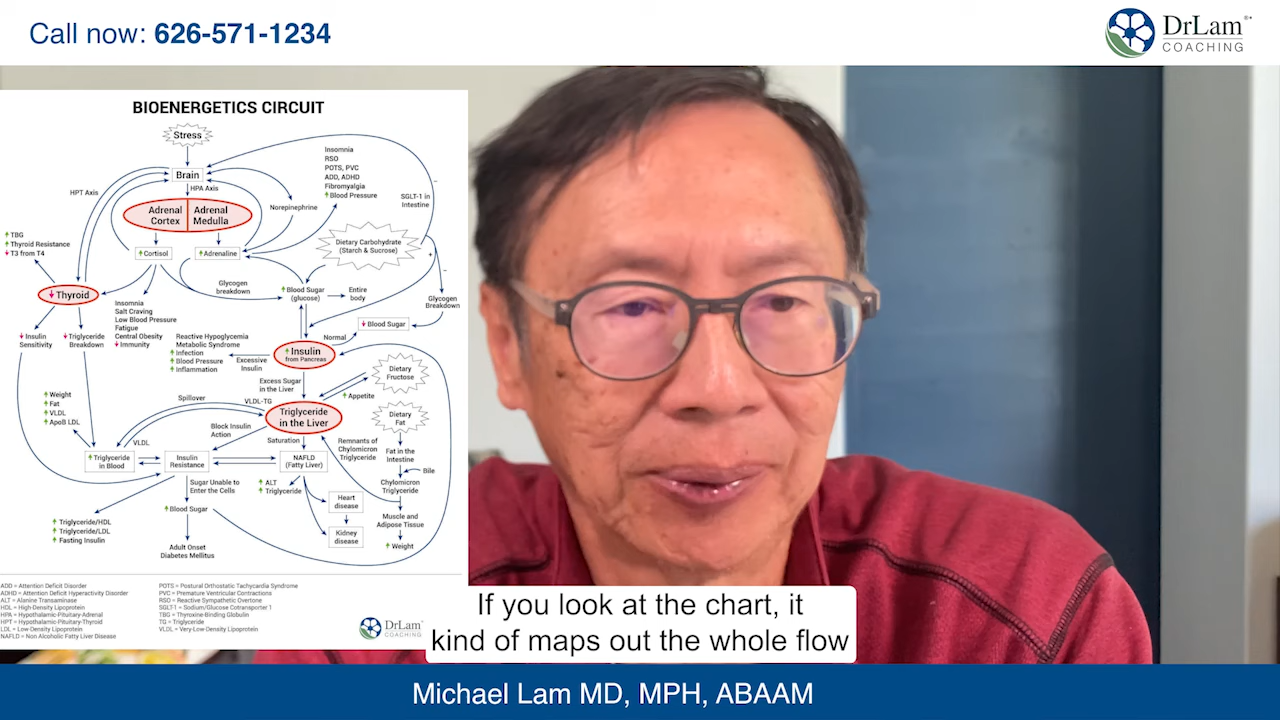 Call now: 626-571-1234
DrLam
COACHING
BIOENERGETICS CIRCUIT
Stress
Brain
HPT Axis
HPA Axis
Adrenal
Cortex
Adrenal
Medulla
Norepinephrine
Insomnia
RSO
POTS, PVC
ADD, ADHD
Fibromyalgia
↑ Blood Pressure
SGLT-1 in
Intestine
↑ TBG
↑ Thyroid Resistance
↓ T3 from T4
↑ Cortisol
↑ Adrenaline
Dietary Carbohydrate
(Starch & Sucrose)
+
↓ Thyroid
Glycogen
breakdown
↑ Blood Sugar
(glucose)
Entire
body
Glycogen
Breakdown
Insomnia
Salt Craving
Low Blood Pressure
Fatigue
Central Obesity
↓ Immunity
↓ Blood Sugar
Normal
↓ Insulin
Sensitivity
↓ Triglyceride
Breakdown
Reactive Hypoglycemia
Metabolic Syndrome
↑ Infection
↑ Blood Pressure
↑ Inflammation
Excessive
Insulin
↑ Insulin
from Pancreas
Excess Sugar
in the Liver
Dietary
Fructose
↑ Appetite
↑ Weight
↑ Fat
↑ VLDL
↑ ApoB LDL
Spillover
VLDL-TG
Triglyceride
in the Liver
Dietary
Fat
VLDL
Block Insulin
Action
Saturation
Remnants of
Chylomicron
Triglyceride
Fat in the
Intestine
Bile
↑ Triglyceride
in Blood
Insulin
Resistance
NAFLD
(Fatty Liver)
Chylomicron
Triglyceride
Sugar Unable to
Enter the Cells
↑ ALT
↑ Triglyceride
Heart
disease
↑ Blood Sugar
Muscle and
Adipose Tissue
↑ Triglyceride/HDL
↑ Triglyceride/LDL
↑ Fasting Insulin
Kidney
disease
↑ Weight
Adult Onset
Diabetes Mellitus
ADD = Attention Deficit Disorder
ADHD = Attention Deficit Hyperactivity Disorder
ALT = Alanine Transaminase
HDL = High-Density Lipoprotein
HPA = Hypothalamic-Pituitary-Adrenal
HPT = Hypothalamic-Pituitary-Thyroid
LDL = Low-Density Lipoprotein
NAFLD = Non Alcoholic Fatty Liver Disease
POTS = Postural Orthostatic Tachycardia Syndrome
PVC = Premature Ventricular Contractions
RSO = Reactive Sympathetic Overtone
SGLT-1 = Sodium/Glucose Cotransporter 1
TBG = Thyroxine-Binding Globulin
TG = Triglyceride
VLDL = Very-Low-Density Lipoprotein
DrLam
COACHING
If you look at the chart, it
kind of maps out the whole flow
Michael Lam MD, MPH, ABAAM